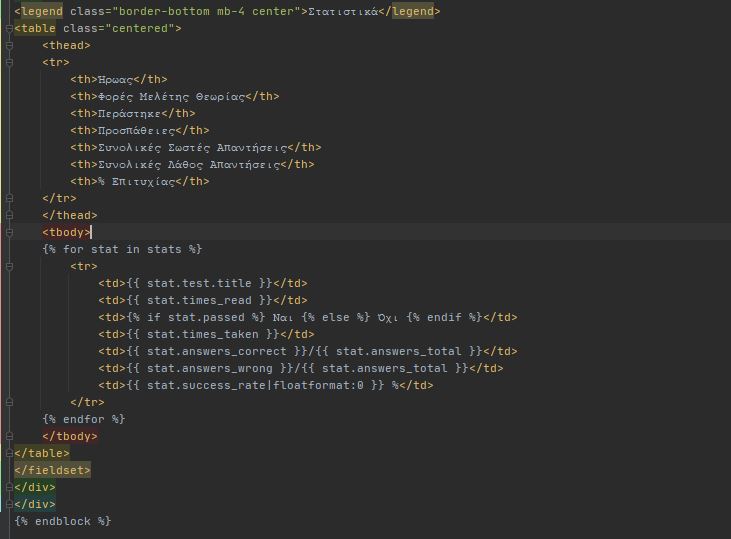 <legend class="border-bottom mb-4 center">Στατιστικά</legend>
<table class="centered">
<thead>
<tr>
<th>Ήρωας</th>
<th>Φορές Μελέτης Θεωρίας</th>
<th>Περάστηκε</th>
<th>Προσπάθειες</th>
<th>Συνολικές Σωστές Απαντήσεις</th>
<th>Συνολικές Λάθος Απαντήσεις</th>
<th>% Επιτυχίας</th>
</tr>
</thead>
<tbody>
{% for stat in stats %}
<tr>
<td>{{ stat.test.title }}</td>
<td>{{ stat.times_read }}</td>
<td>{% if stat.passed %} Ναι {% else %} Όχι {% endif %}</td>
<td>{{ stat.times_taken }}</td>
<td>{{ stat.answers_correct }}/{{ stat.answers_total }}</td>
<td>{{ stat.answers_wrong }}/{{ stat.answers_total }}</td>
<td>{{ stat.success_rate|floatformat:0 }} %</td>
</tr>
{% endfor %}
</tbody>
</table>
</fieldset>
</div>
</div>
{% endblock %}